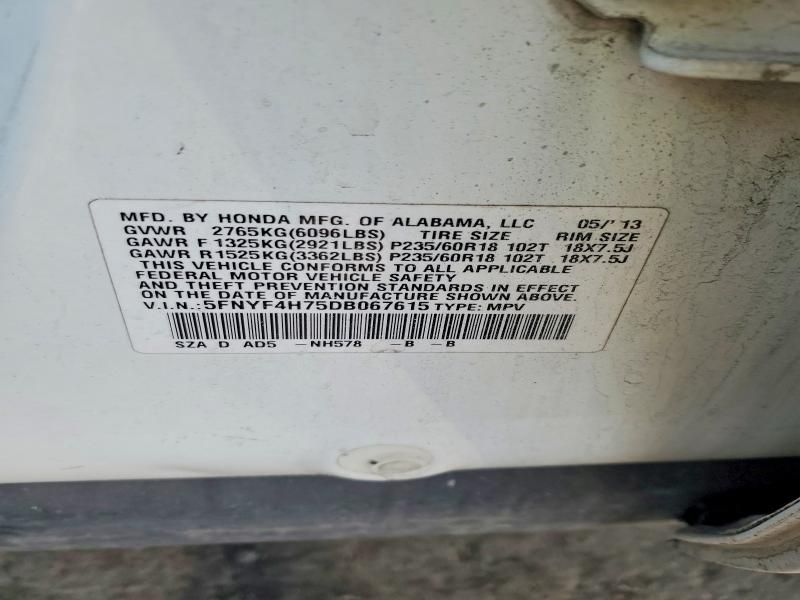 MFD. BY HONDA MFG. OF ALABAMA, LLC 05/'13
GVWR 2765KG(6096LBS) TIRE SIZE RIM SIZE
GAWR F 1325KG(2921LBS) P235/60R18 102T 18X7.5J
GAWR R 1525KG(3362LBS) P235/60R18 102T 18X7.5J
THIS VEHICLE CONFORMS TO ALL APPLICABLE
FEDERAL MOTOR VEHICLE SAFETY
AND THEFT PREVENTION STANDARDS IN EFFECT
ON THE DATE OF MANUFACTURE SHOWN ABOVE.
V.I.N.:5FNYF4H75DB067615 TYPE: MPV
SZA D AD5 -NH578 -B -B